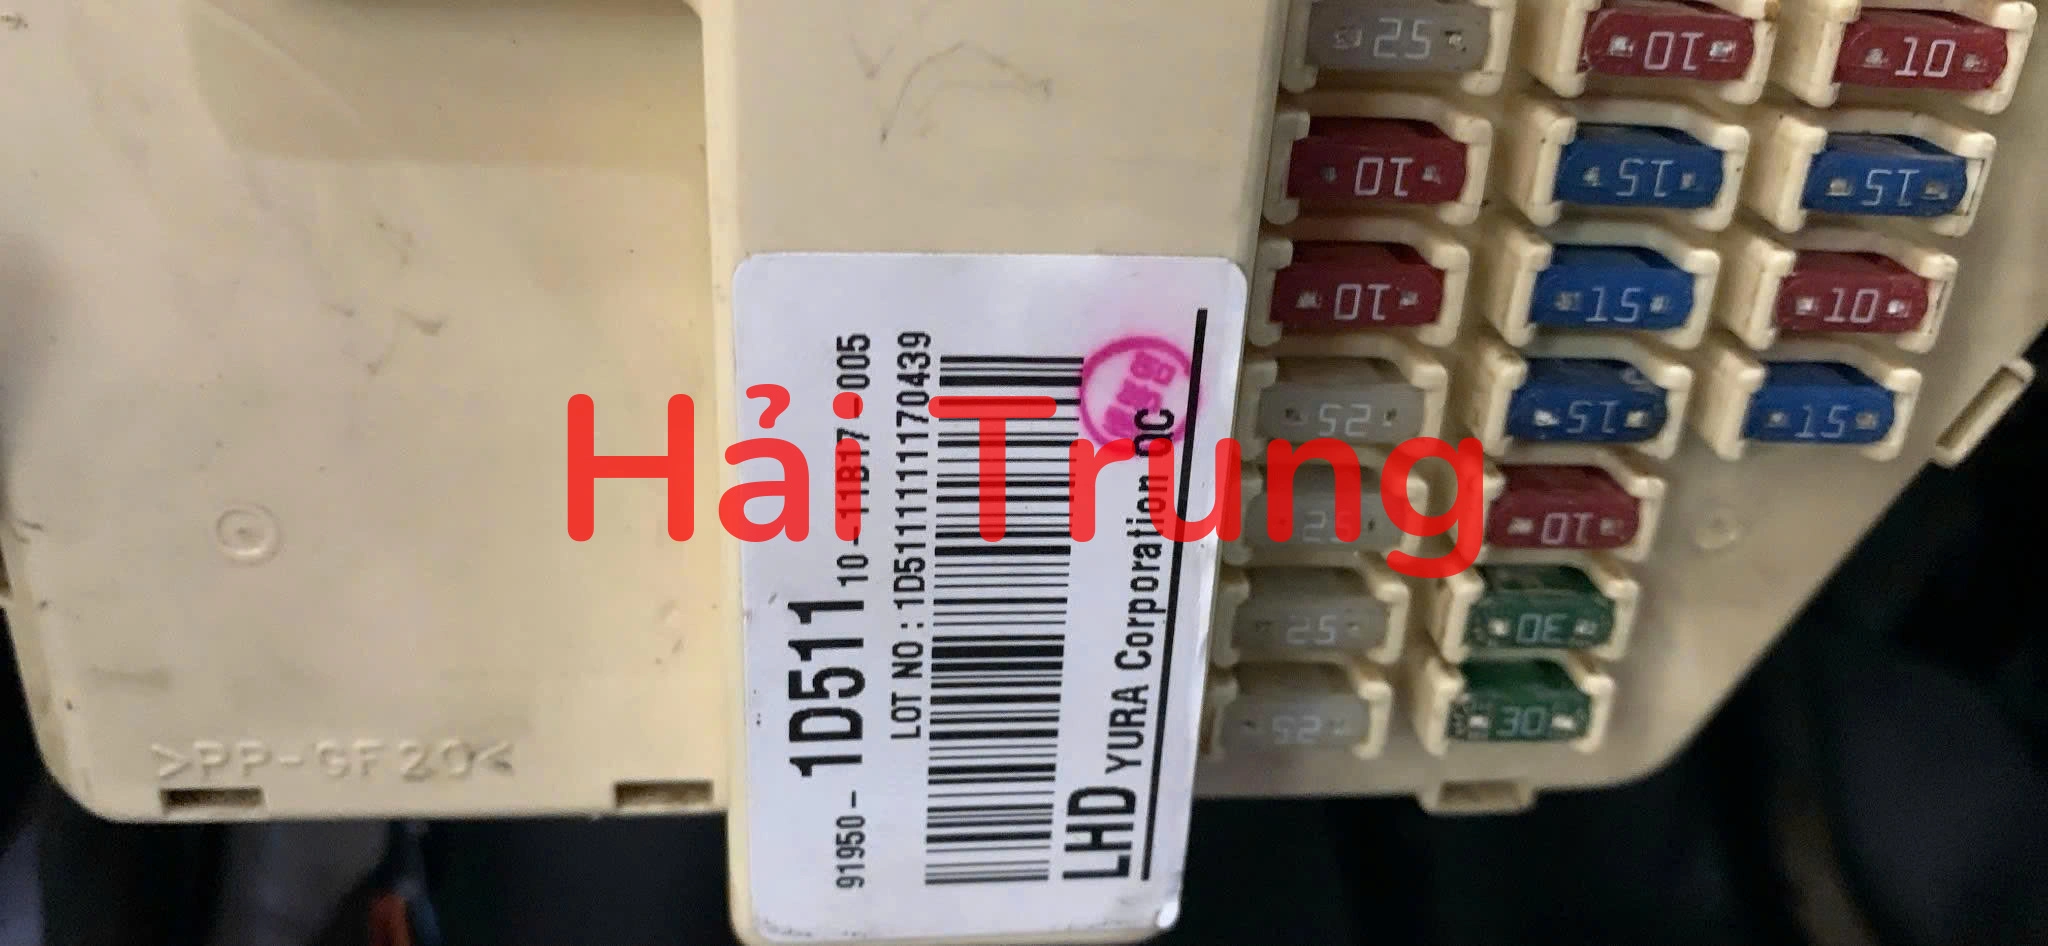 91950- 1D511 10-11B17-005
LOT NO : 1D5111111170439
LHD YURA Corporation QC
>PP-GF20<
Hải Trung
25 10 10
10 15 15
10 15 10
25 15 15
25 10
25 30
25 30